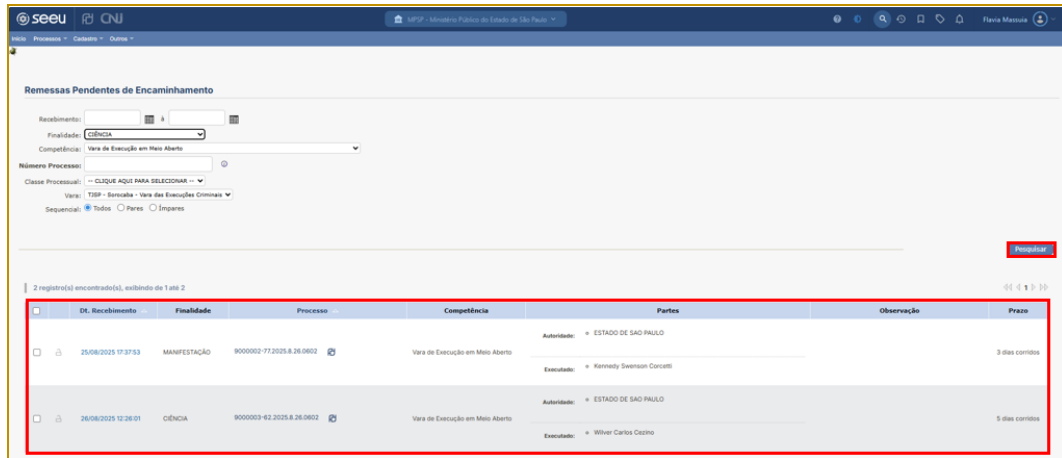 seeu CNJ MPSP - Ministério Público do Estado de São Paulo Flavia Massuia
Início Processos Cadastro Outros
Remessas Pendentes de Encaminhamento
Recebimento: à
Finalidade: CIÊNCIA
Competência: Vara de Execução em Meio Aberto
Número Processo:
Classe Processual: -- CLIQUE AQUI PARA SELECIONAR --
Vara: TJSP - Sorocaba - Vara das Execuções Criminais
Sequencial: Todos Pares Ímpares
Pesquisar
2 registro(s) encontrado(s), exibindo de 1 até 2 1
Dt. Recebimento Finalidade Processo Competência Partes Observação Prazo
Autoridade: ESTADO DE SAO PAULO
25/08/2025 17:37:53 MANIFESTAÇÃO 9000002-77.2025.8.26.0602 Vara de Execução em Meio Aberto 3 dias corridos
Executado: Kennedy Swenson Corcetti
Autoridade: ESTADO DE SAO PAULO
26/08/2025 12:26:01 CIÊNCIA 9000003-62.2025.8.26.0602 Vara de Execução em Meio Aberto 5 dias corridos
Executado: Wilver Carlos Cezino